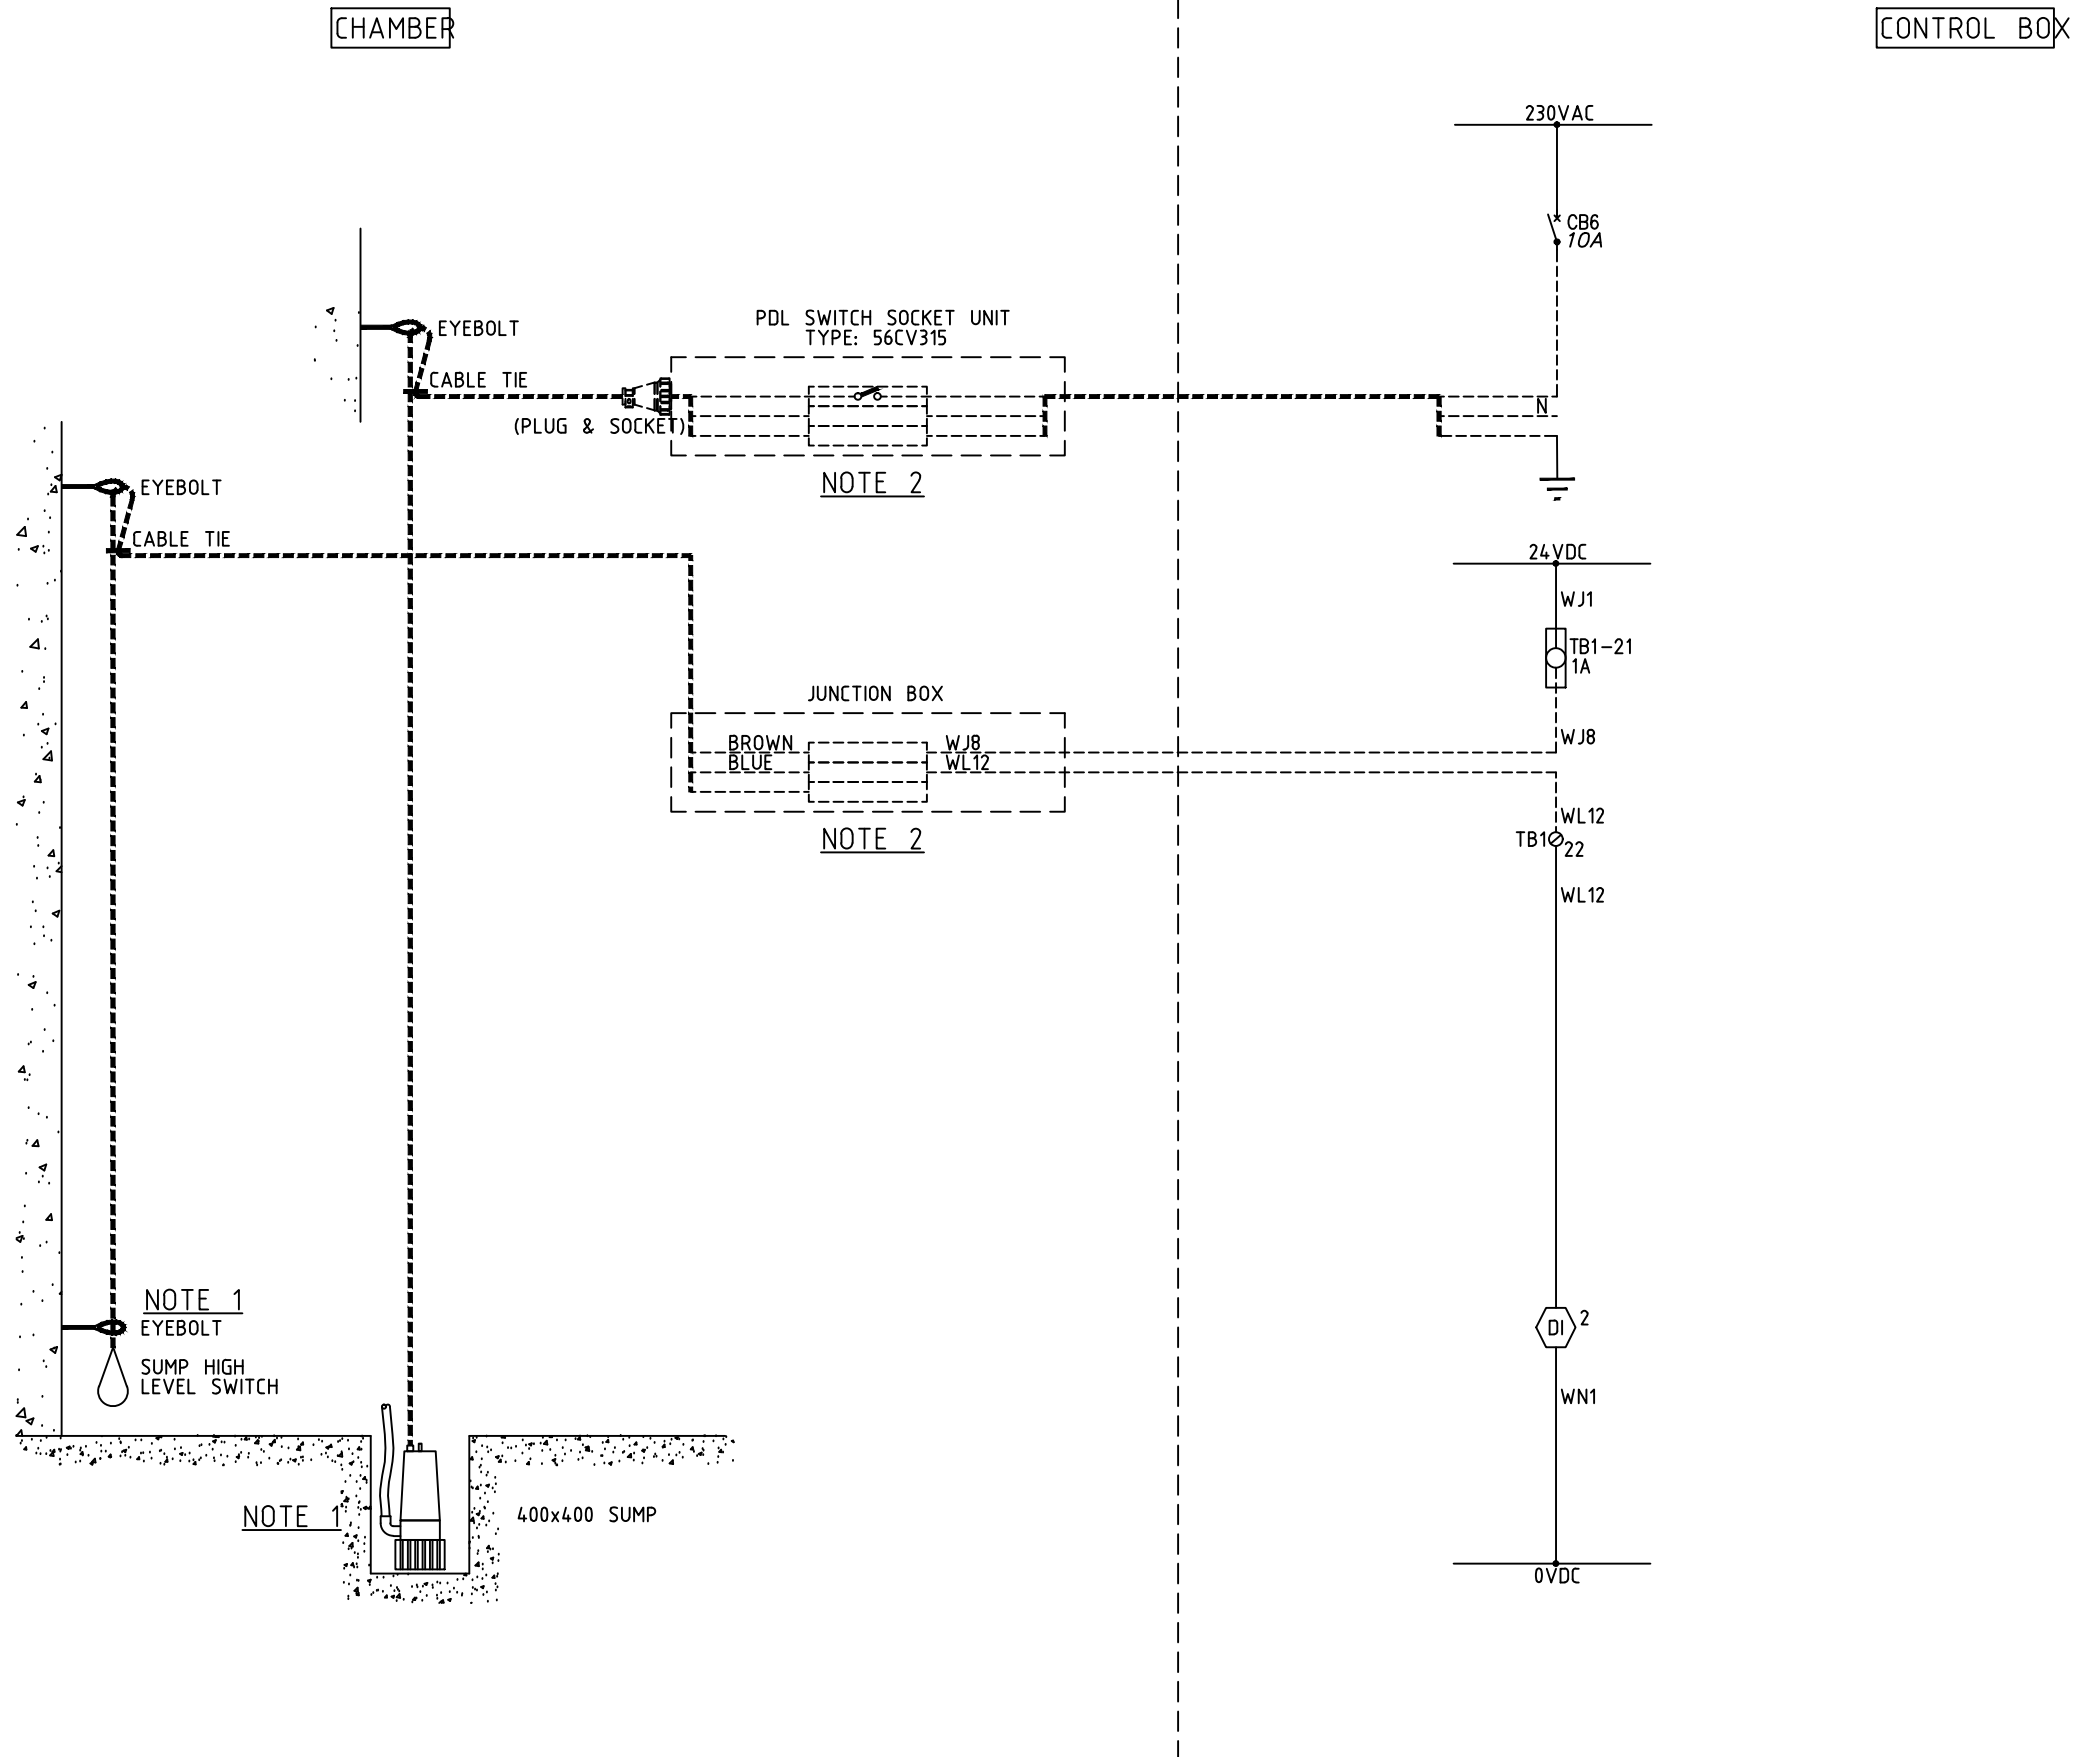 CHAMBER
CONTROL BOX
230VAC
CB6
10A
PDL SWITCH SOCKET UNIT
TYPE: 56CV315
EYEBOLT
CABLE TIE
(PLUG & SOCKET)
N
NOTE 2
EYEBOLT
CABLE TIE
24VDC
WJ1
TB1-21
1A
JUNCTION BOX
BROWN
WJ8
WJ8
BLUE
WL12
WL12
NOTE 2
TB1
22
WL12
NOTE 1
EYEBOLT
DI
2
SUMP HIGH
LEVEL SWITCH
WN1
NOTE 1
400x400 SUMP
0VDC